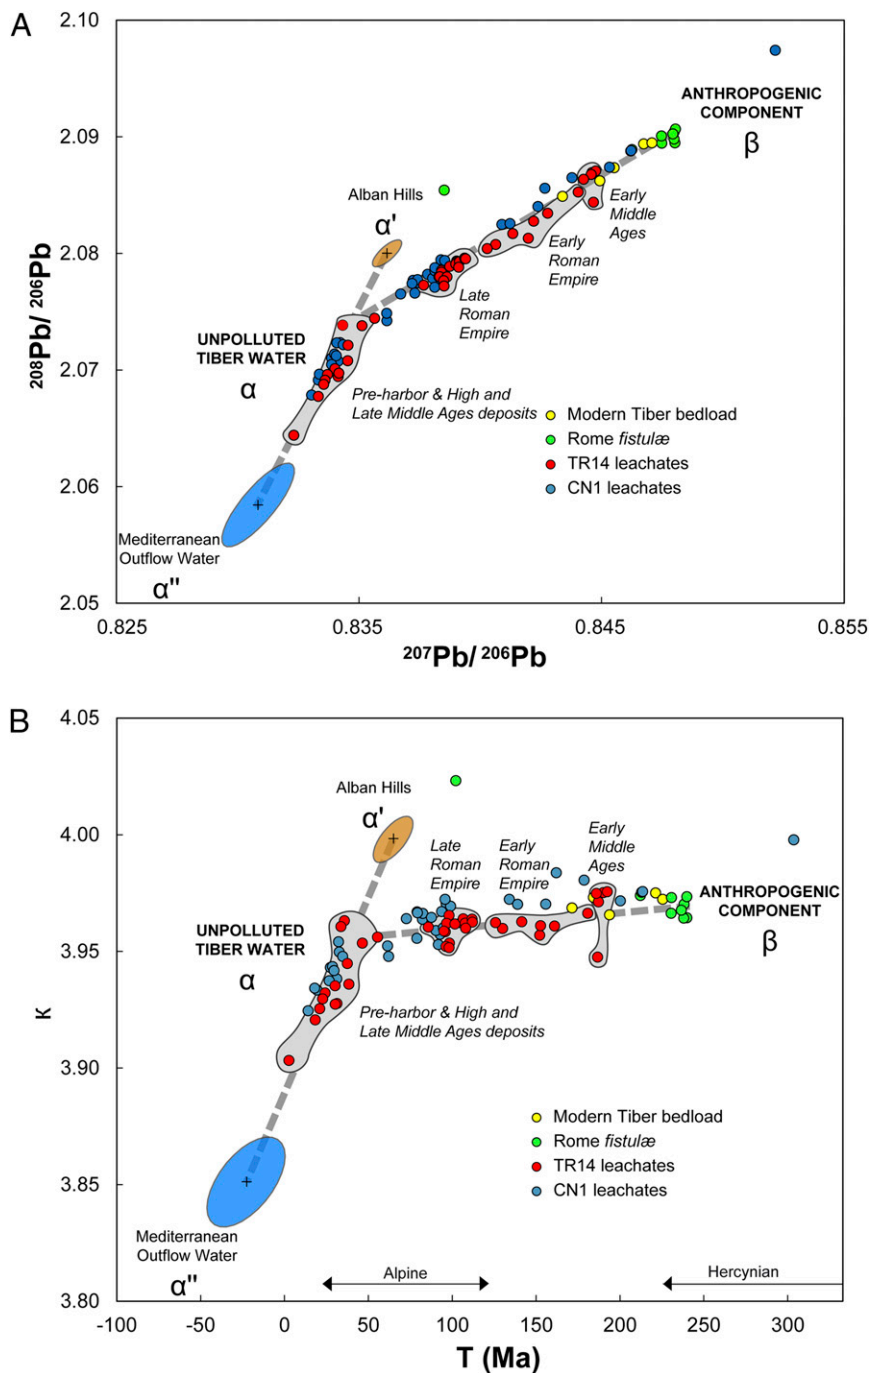 A
2.10
2.09
2.08
2.07
2.06
2.05
²⁰⁸Pb/ ²⁰⁶Pb
ANTHROPOGENIC
COMPONENT
β
Alban Hills
α'
Early
Middle
Ages
Early
Roman
Empire
Late
Roman
Empire
UNPOLLUTED
TIBER WATER
α
Pre-harbor & High and
Late Middle Ages deposits
Modern Tiber bedload
Rome fistulæ
TR14 leachates
CN1 leachates
Mediterranean
Outflow Water
α"
0.825
0.835
0.845
0.855
²⁰⁷Pb/ ²⁰⁶Pb
B
4.05
4.00
3.95
3.90
3.85
3.80
κ
Alban Hills
α'
Late
Roman
Empire
Early
Roman
Empire
Early
Middle
Ages
ANTHROPOGENIC
COMPONENT
β
UNPOLLUTED
TIBER WATER
α
Pre-harbor & High and
Late Middle Ages deposits
Modern Tiber bedload
Rome fistulæ
TR14 leachates
CN1 leachates
Mediterranean
Outflow Water
α"
Alpine
Hercynian
-100
-50
0
50
100
150
200
250
300
T (Ma)